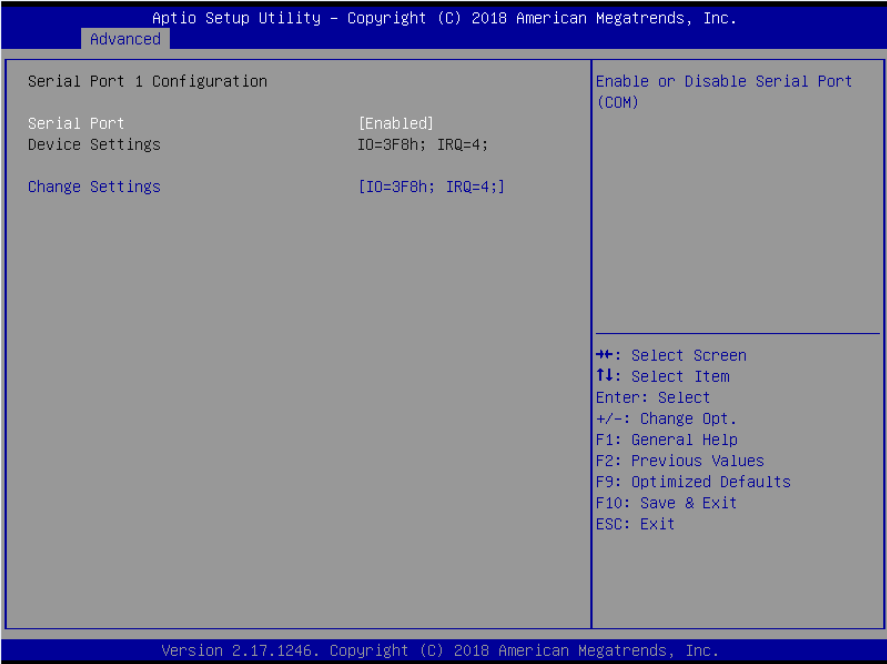 Aptio Setup Utility – Copyright (C) 2018 American Megatrends, Inc.
Advanced
Serial Port 1 Configuration
Serial Port [Enabled]
Device Settings IO=3F8h; IRQ=4;
Change Settings [IO=3F8h; IRQ=4;]
Enable or Disable Serial Port
(COM)
→←: Select Screen
↑↓: Select Item
Enter: Select
+/-: Change Opt.
F1: General Help
F2: Previous Values
F9: Optimized Defaults
F10: Save & Exit
ESC: Exit
Version 2.17.1246. Copyright (C) 2018 American Megatrends, Inc.